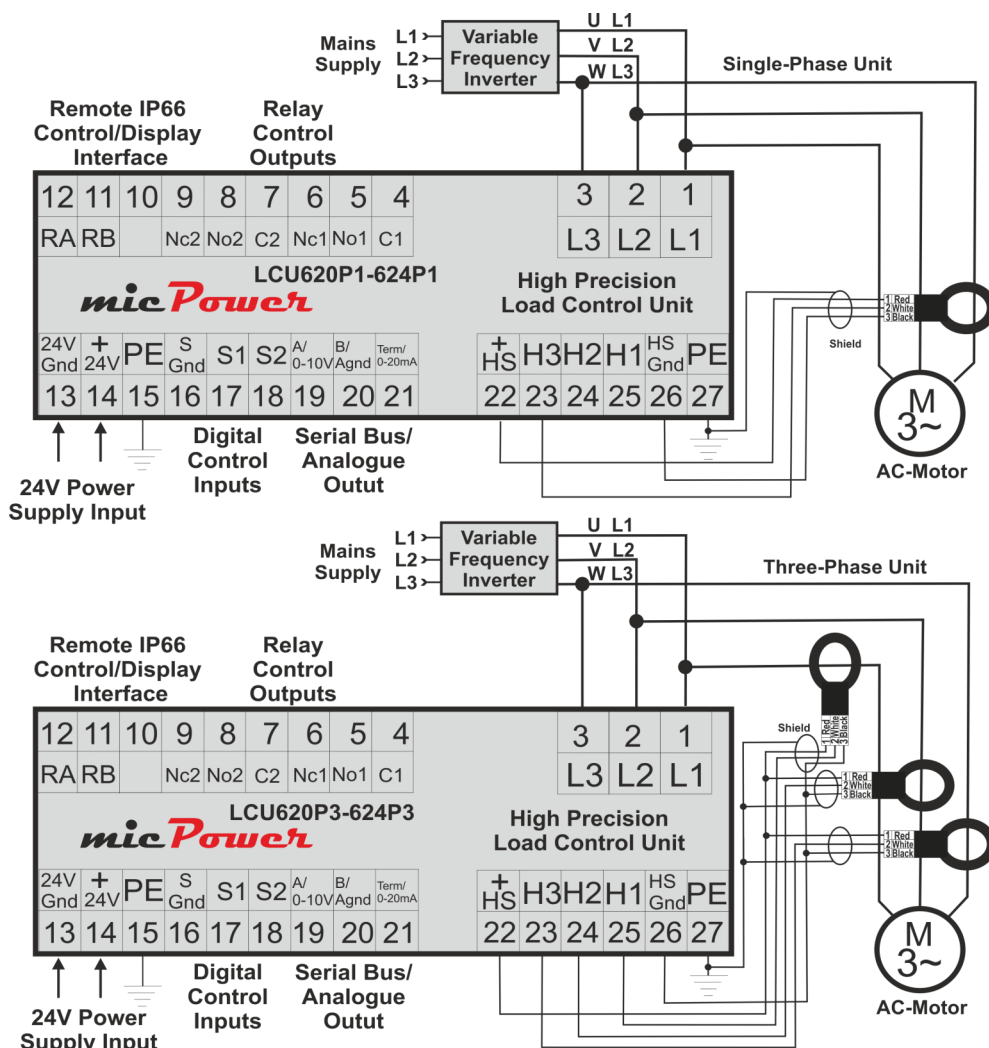 Mains
Supply
L1
L2
L3
Variable
Frequency
Inverter
U L1
V L2
W L3
Single-Phase Unit
Remote IP66
Control/Display
Interface
Relay
Control
Outputs
12 11 10 9 8 7 6 5 4 3 2 1
RA RB Nc2 No2 C2 Nc1 No1 C1 L3 L2 L1
LCU620P1-624P1
micPower
High Precision
Load Control Unit
1 Red
2 White
3 Black
Shield
24V Gnd + 24V PE S Gnd S1 S2 A/ 0-10V B/ Agnd Term/ 0-20mA + HS H3 H2 H1 HS Gnd PE
13 14 15 16 17 18 19 20 21 22 23 24 25 26 27
M
3~
AC-Motor
24V Power
Supply Input
Digital
Control
Inputs
Serial Bus/
Analogue
Outut
Mains
Supply
L1
L2
L3
Variable
Frequency
Inverter
U L1
V L2
W L3
Three-Phase Unit
Remote IP66
Control/Display
Interface
Relay
Control
Outputs
12 11 10 9 8 7 6 5 4 3 2 1
RA RB Nc2 No2 C2 Nc1 No1 C1 L3 L2 L1
LCU620P3-624P3
micPower
High Precision
Load Control Unit
Shield
1 Red
2 White
3 Black
1 Red
2 White
3 Black
1 Red
2 White
3 Black
24V Gnd + 24V PE S Gnd S1 S2 A/ 0-10V B/ Agnd Term/ 0-20mA + HS H3 H2 H1 HS Gnd PE
13 14 15 16 17 18 19 20 21 22 23 24 25 26 27
M
3~
AC-Motor
24V Power
Supply Input
Digital
Control
Inputs
Serial Bus/
Analogue
Outut